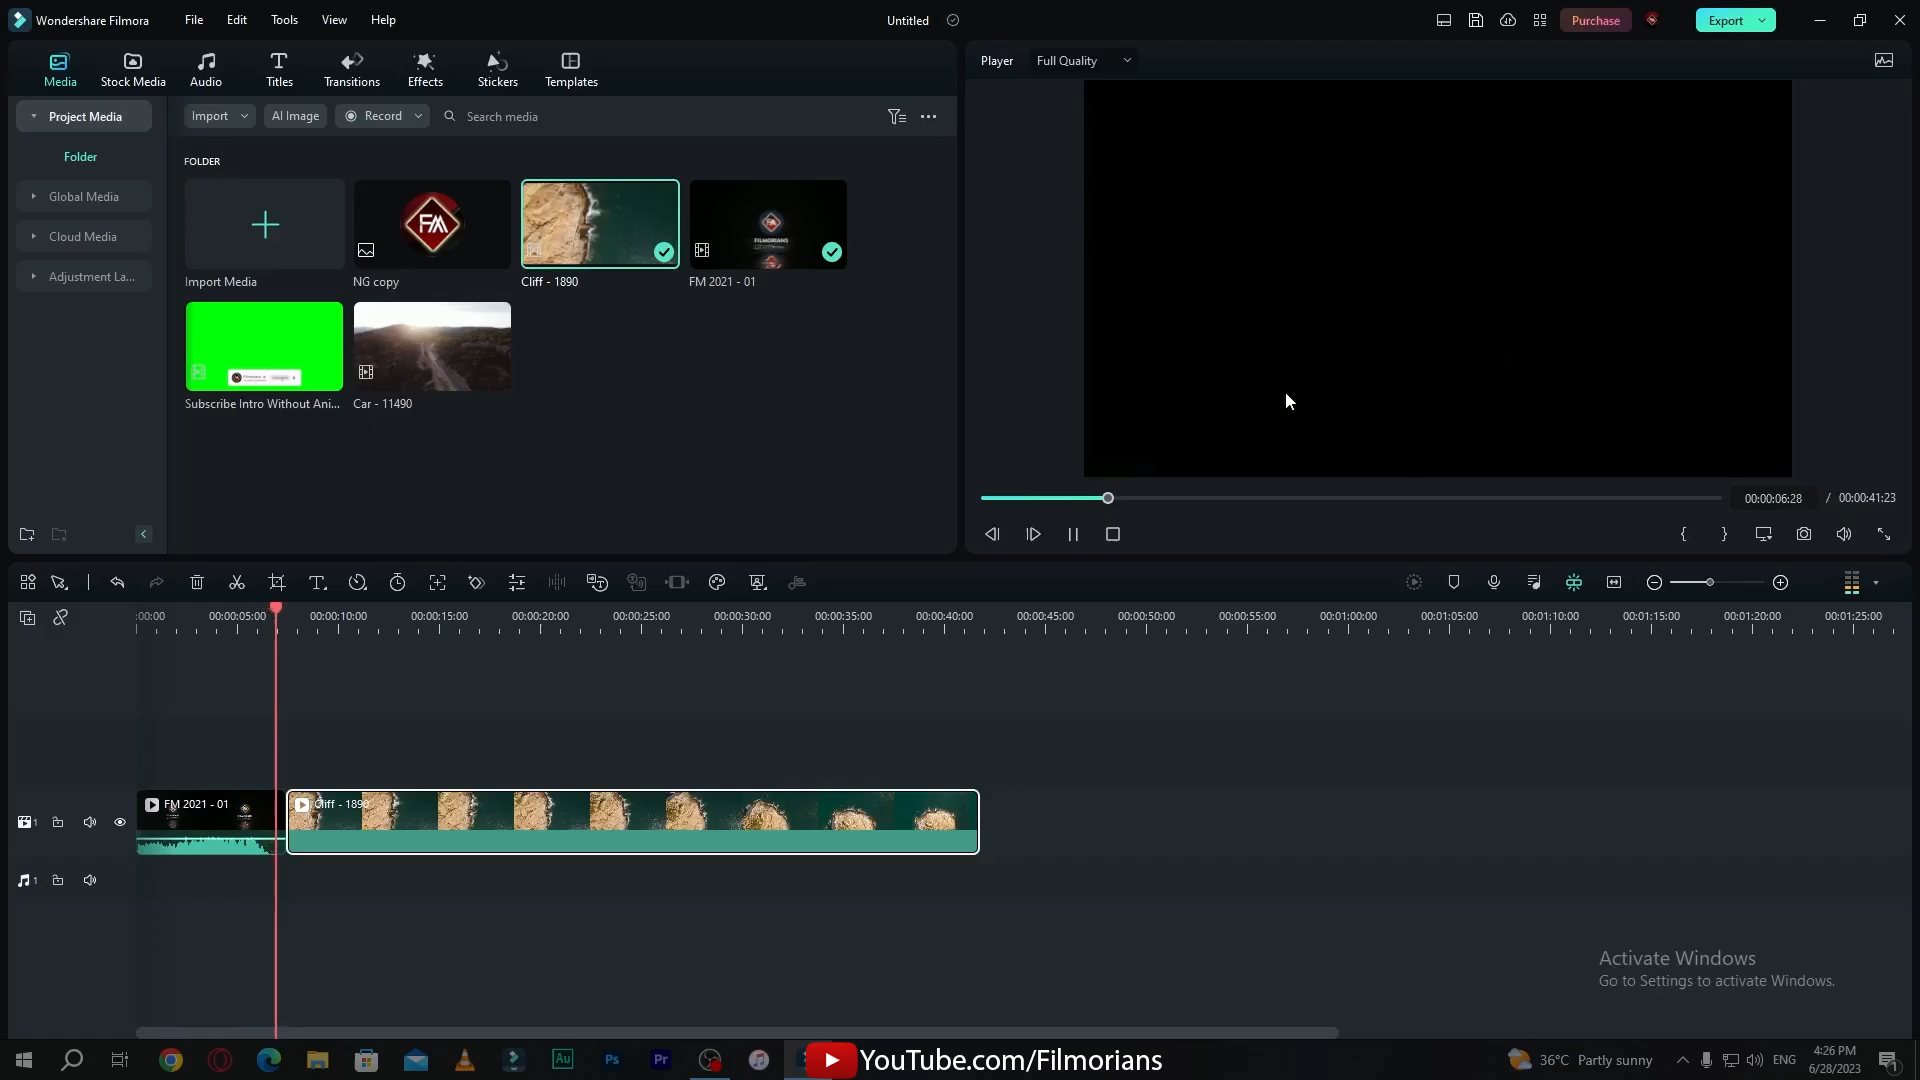 Wondershare Filmora
File
Edit
Tools
View
Help
Untitled
Purchase
Export
Media
Stock Media
Audio
Titles
Transitions
Effects
Stickers
Templates
Player
Full Quality
Project Media
Import
AI Image
Record
Search media
Folder
FOLDER
Global Media
Cloud Media
Adjustment La...
FM
FILMORIANS
Import Media
NG copy
Cliff - 1890
FM 2021 - 01
Subscribe Intro Without Ani...
Car - 11490
00:00:06:28 / 00:00:41:23
:00:00
00:00:05:00
00:00:10:00
00:00:15:00
00:00:20:00
00:00:25:00
00:00:30:00
00:00:35:00
00:00:40:00
00:00:45:00
00:00:50:00
00:00:55:00
00:01:00:00
00:01:05:00
00:01:10:00
00:01:15:00
00:01:20:00
00:01:25:00
FM 2021 - 01
Cliff - 1890
1
1
Activate Windows
Go to Settings to activate Windows.
Au
Ps
Pr
YouTube.com/Filmorians
36°C Partly sunny
ENG
4:26 PM
6/28/2023
1